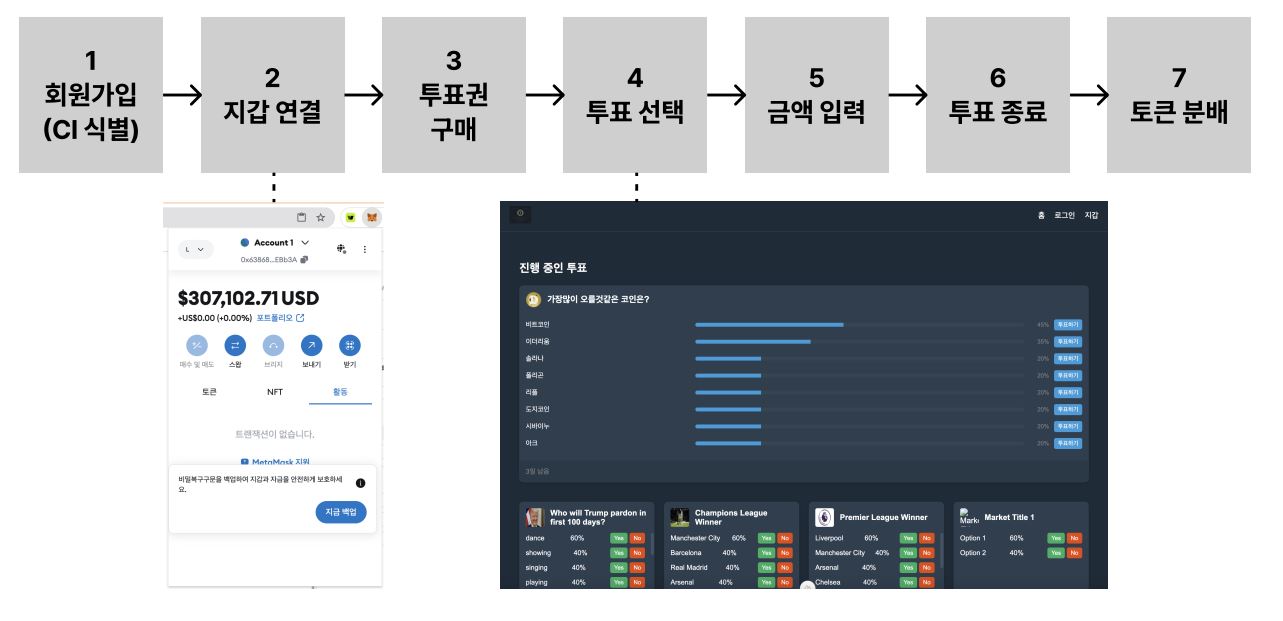 1
회원가입
(CI 식별)
2
지갑 연결
3
투표권
구매
4
투표 선택
5
금액 입력
6
투표 종료
7
토큰 분배
L
Account 1
0x63868...EBb3A
$307,102.71 USD
+US$0.00 (+0.00%) 포트폴리오
매수 및 매도 스왑 브리지 보내기 받기
토큰 NFT 활동
트랜잭션이 없습니다.
MetaMask 지원
비밀복구구문을 백업하여 지갑과 자금을 안전하게 보호하세
요.
지금 백업
홈 로그인 지갑
진행 중인 투표
가장많이 오를것같은 코인은?
비트코인 45% 투표하기
이더리움 35% 투표하기
솔라나 20% 투표하기
폴리곤 20% 투표하기
리플 20% 투표하기
도지코인 20% 투표하기
시바이누 20% 투표하기
아크 20% 투표하기
3일 남음
Who will Trump pardon in
first 100 days?
dance 60% Yes No
showing 40% Yes No
singing 40% Yes No
playing 40% Yes No
Champions League
Winner
Manchester City 60% Yes No
Barcelona 40% Yes No
Real Madrid 40% Yes No
Arsenal 40% Yes No
Premier League Winner
Liverpool 60% Yes No
Manchester City 40% Yes No
Arsenal 40% Yes No
Chelsea 40% Yes No
Mark
Market Title 1
Option 1 60% Yes No
Option 2 40% Yes No